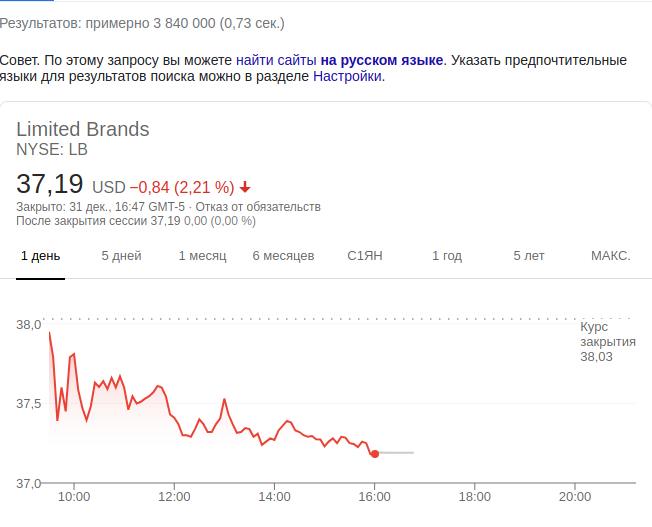 Результатов: примерно 3 840 000 (0,73 сек.)
Совет. По этому запросу вы можете найти сайты на русском языке. Указать предпочтительные
языки для результатов поиска можно в разделе Настройки.
Limited Brands
NYSE: LB
37,19 USD −0,84 (2,21 %)
Закрыто: 31 дек., 16:47 GMT-5 · Отказ от обязательств
После закрытия сессии 37,19 0,00 (0,00 %)
1 день 5 дней 1 месяц 6 месяцев С1ЯН 1 год 5 лет МАКС.
38,0
Курс
закрытия
38,03
37,5
37,0
10:00 12:00 14:00 16:00 18:00 20:00